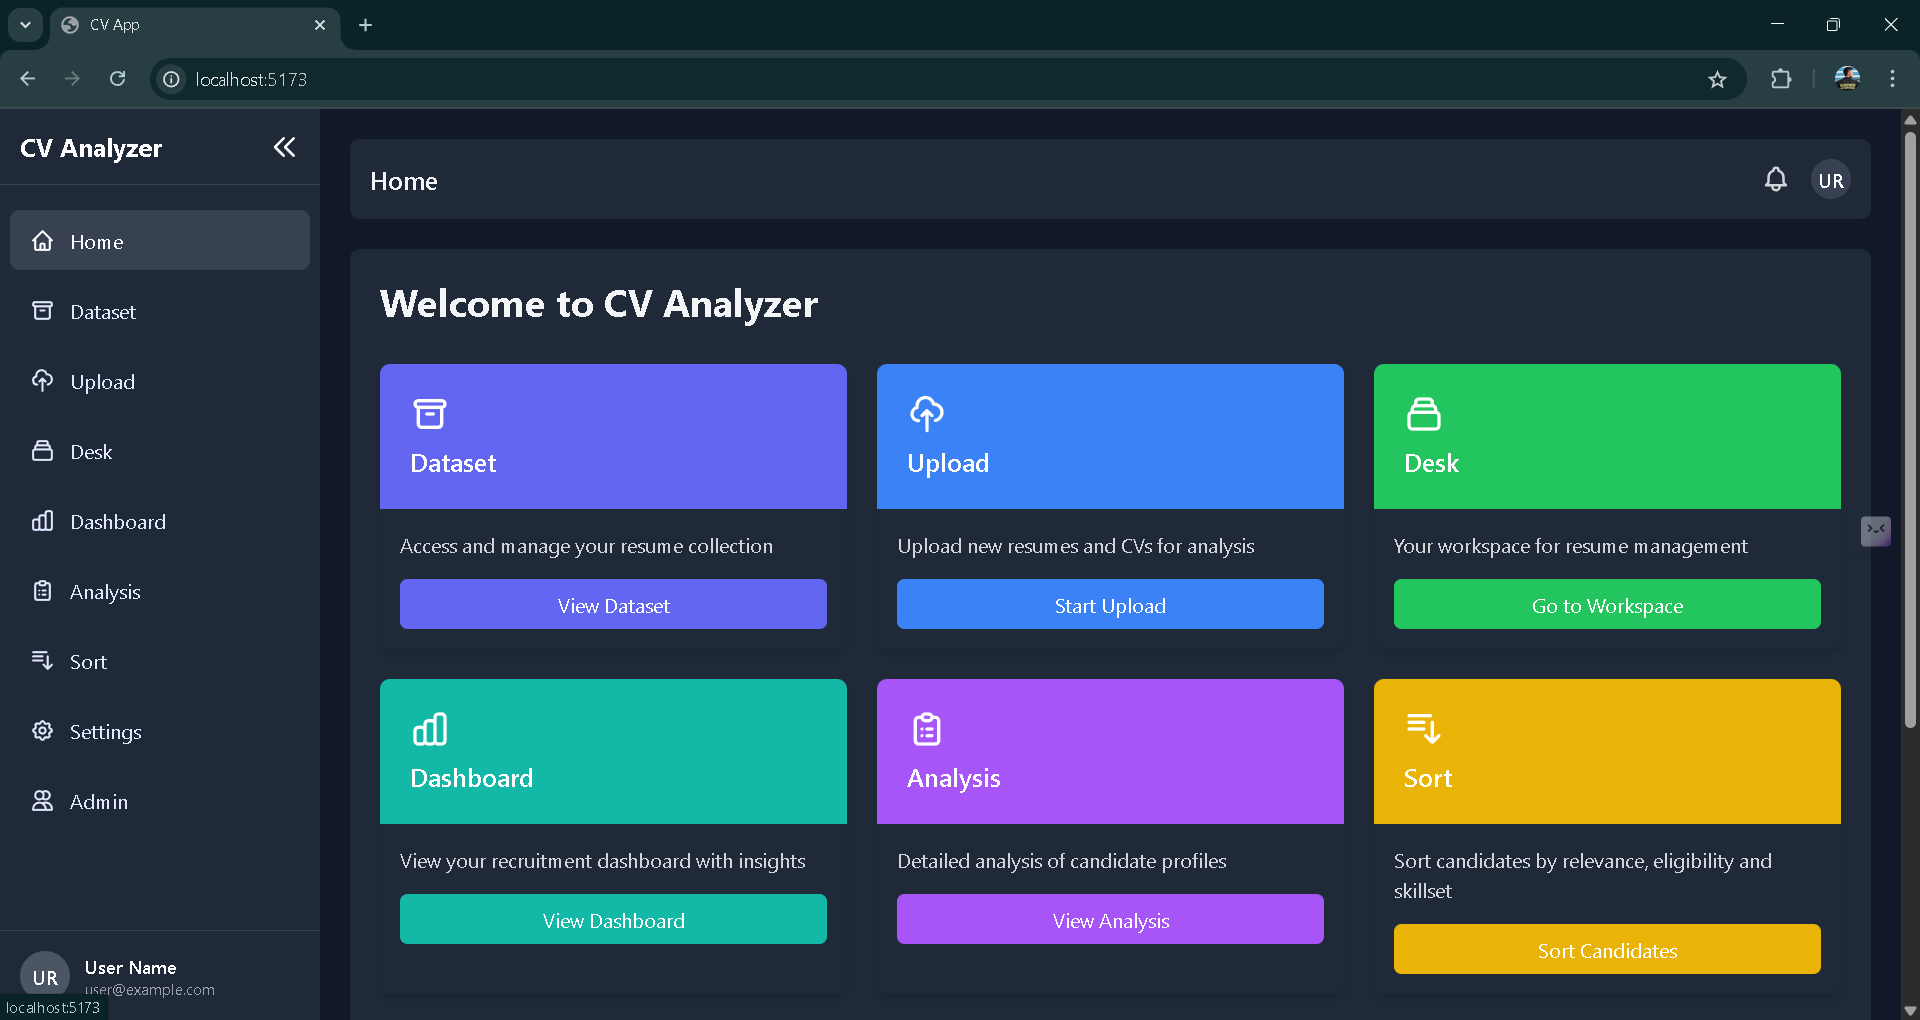 CV App
localhost:5173
CV Analyzer
Home
Dataset
Upload
Desk
Dashboard
Analysis
Sort
Settings
Admin
UR
User Name
user@example.com
localhost:5173
Home
UR
Welcome to CV Analyzer
Dataset
Access and manage your resume collection
View Dataset
Upload
Upload new resumes and CVs for analysis
Start Upload
Desk
Your workspace for resume management
Go to Workspace
Dashboard
View your recruitment dashboard with insights
View Dashboard
Analysis
Detailed analysis of candidate profiles
View Analysis
Sort
Sort candidates by relevance, eligibility and
skillset
Sort Candidates